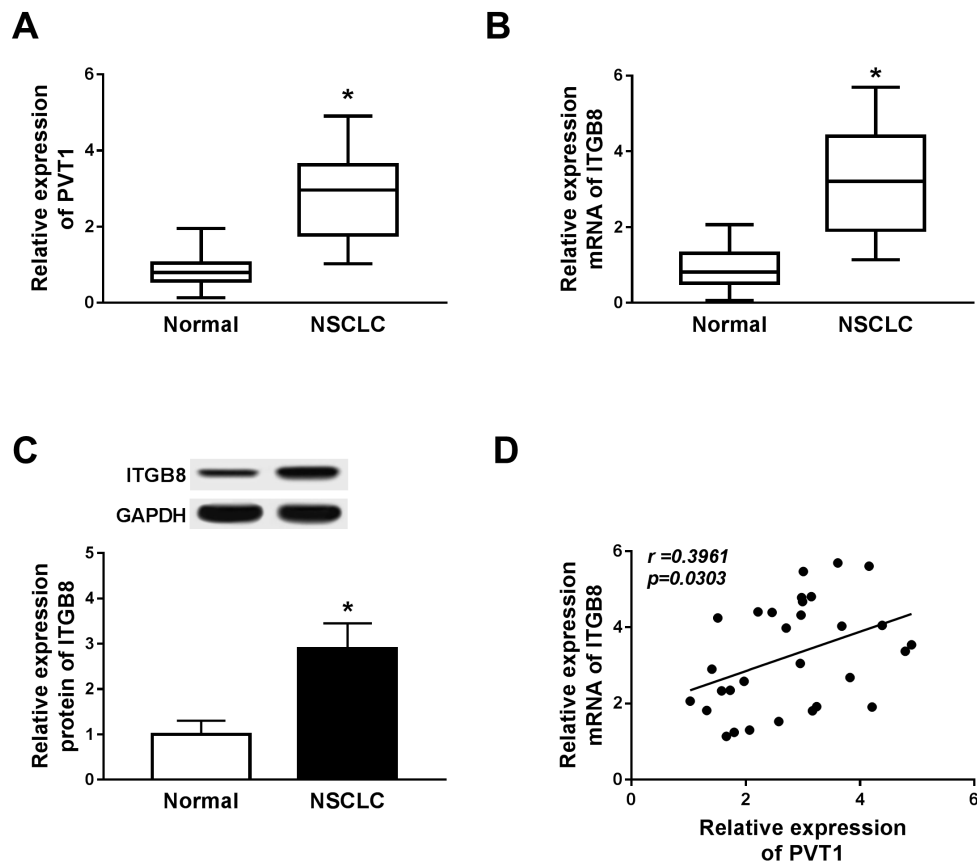 A
Relative expression
of PVT1
6
4
2
0
*
Normal
NSCLC
B
Relative expression
mRNA of ITGB8
6
4
2
0
*
Normal
NSCLC
C
ITGB8
GAPDH
Relative expression
protein of ITGB8
5
4
3
2
1
0
*
Normal
NSCLC
D
Relative expression
mRNA of ITGB8
6
4
2
0
r =0.3961
p=0.0303
0 2 4 6
Relative expression
of PVT1